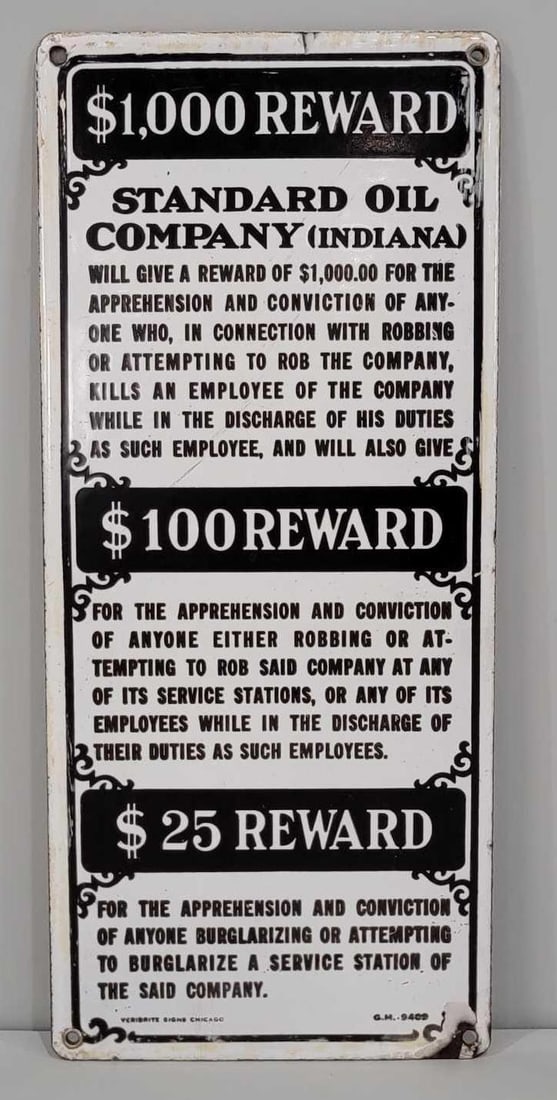 $1,000 REWARD
STANDARD OIL
COMPANY (INDIANA)
WILL GIVE A REWARD OF $1,000.00 FOR THE
APPREHENSION AND CONVICTION OF ANY-
ONE WHO, IN CONNECTION WITH ROBBING
OR ATTEMPTING TO ROB THE COMPANY,
KILLS AN EMPLOYEE OF THE COMPANY
WHILE IN THE DISCHARGE OF HIS DUTIES
AS SUCH EMPLOYEE, AND WILL ALSO GIVE
$100 REWARD
FOR THE APPREHENSION AND CONVICTION
OF ANYONE EITHER ROBBING OR AT-
TEMPTING TO ROB SAID COMPANY AT ANY
OF ITS SERVICE STATIONS, OR ANY OF ITS
EMPLOYEES WHILE IN THE DISCHARGE OF
THEIR DUTIES AS SUCH EMPLOYEES.
$ 25 REWARD
FOR THE APPREHENSION AND CONVICTION
OF ANYONE BURGLARIZING OR ATTEMPTING
TO BURGLARIZE A SERVICE STATION OF
THE SAID COMPANY.
VERIBRITE SIGNS CHICAGO G.M.-9409